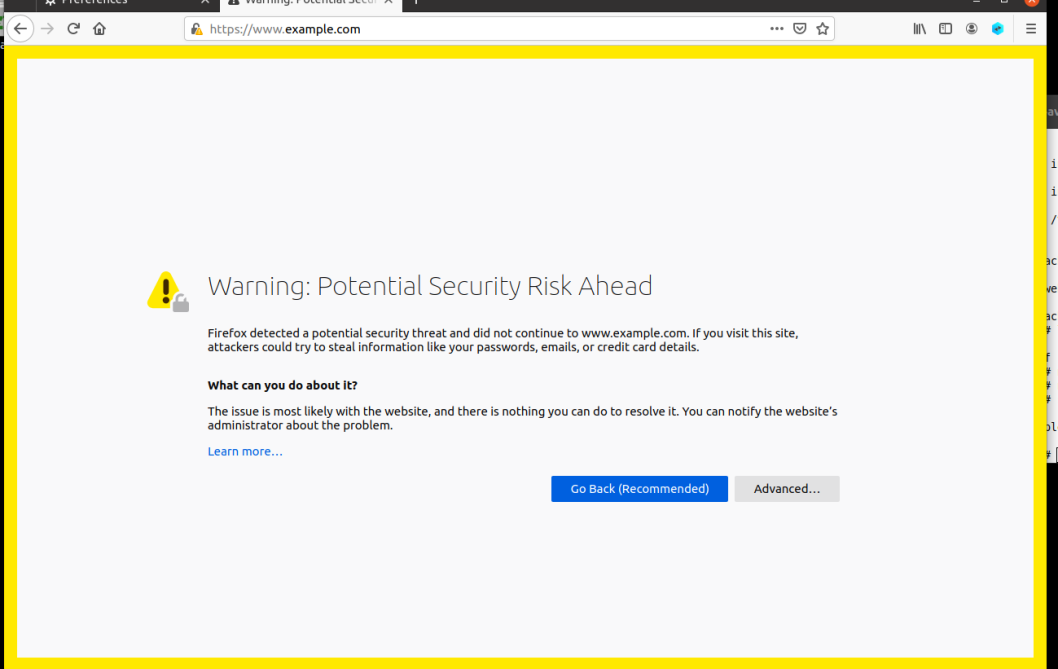 Preferences
Warning: Potential Secur
https://www.example.com
Warning: Potential Security Risk Ahead
Firefox detected a potential security threat and did not continue to www.example.com. If you visit this site,
attackers could try to steal information like your passwords, emails, or credit card details.
What can you do about it?
The issue is most likely with the website, and there is nothing you can do to resolve it. You can notify the website’s
administrator about the problem.
Learn more…
Go Back (Recommended)
Advanced…